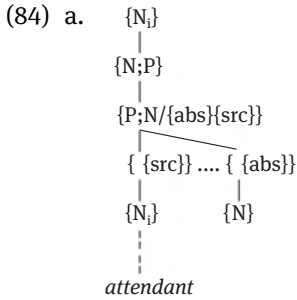 (84) a. {Nᵢ}
{N;P}
{P;N/{abs}{src}}
{ {src}} .... { {abs}}
{Nᵢ} {N}
attendant